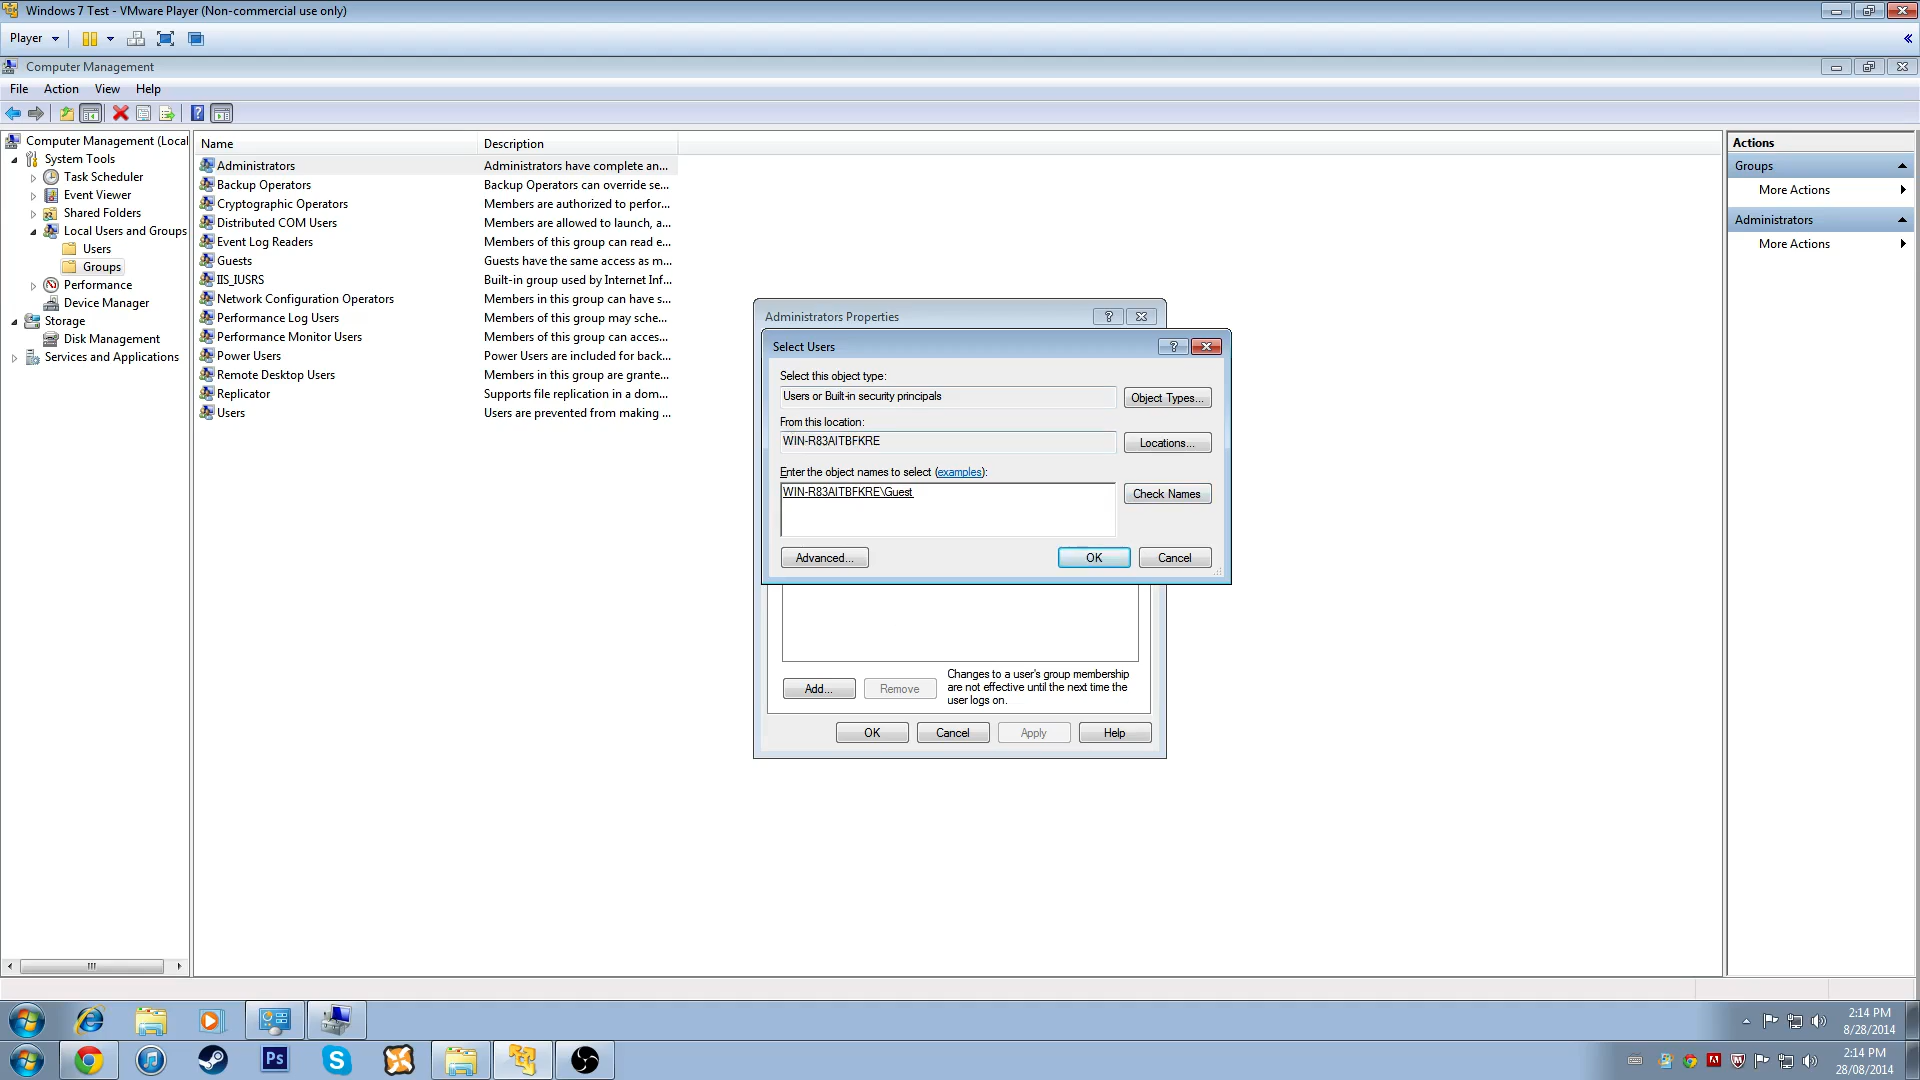 Windows 7 Test - VMware Player (Non-commercial use only)
Player
Computer Management
File Action View Help
Computer Management (Local
System Tools
Task Scheduler
Event Viewer
Shared Folders
Local Users and Groups
Users
Groups
Performance
Device Manager
Storage
Disk Management
Services and Applications
Name Description
Administrators Administrators have complete an...
Backup Operators Backup Operators can override se...
Cryptographic Operators Members are authorized to perfor...
Distributed COM Users Members are allowed to launch, a...
Event Log Readers Members of this group can read e...
Guests Guests have the same access as m...
IIS_IUSRS Built-in group used by Internet Inf...
Network Configuration Operators Members in this group can have s...
Performance Log Users Members of this group may sche...
Performance Monitor Users Members of this group can acces...
Power Users Power Users are included for back...
Remote Desktop Users Members in this group are grante...
Replicator Supports file replication in a dom...
Users Users are prevented from making ...
Administrators Properties
Select Users
Select this object type:
Users or Built-in security principals
Object Types...
From this location:
WIN-R83AITBFKRE
Locations...
Enter the object names to select (examples):
WIN-R83AITBFKRE\Guest
Check Names
Advanced...
OK
Cancel
Add...
Remove
Changes to a user's group membership
are not effective until the next time the
user logs on.
OK
Cancel
Apply
Help
Actions
Groups
More Actions
Administrators
More Actions
2:14 PM
8/28/2014
Ps
2:14 PM
28/08/2014